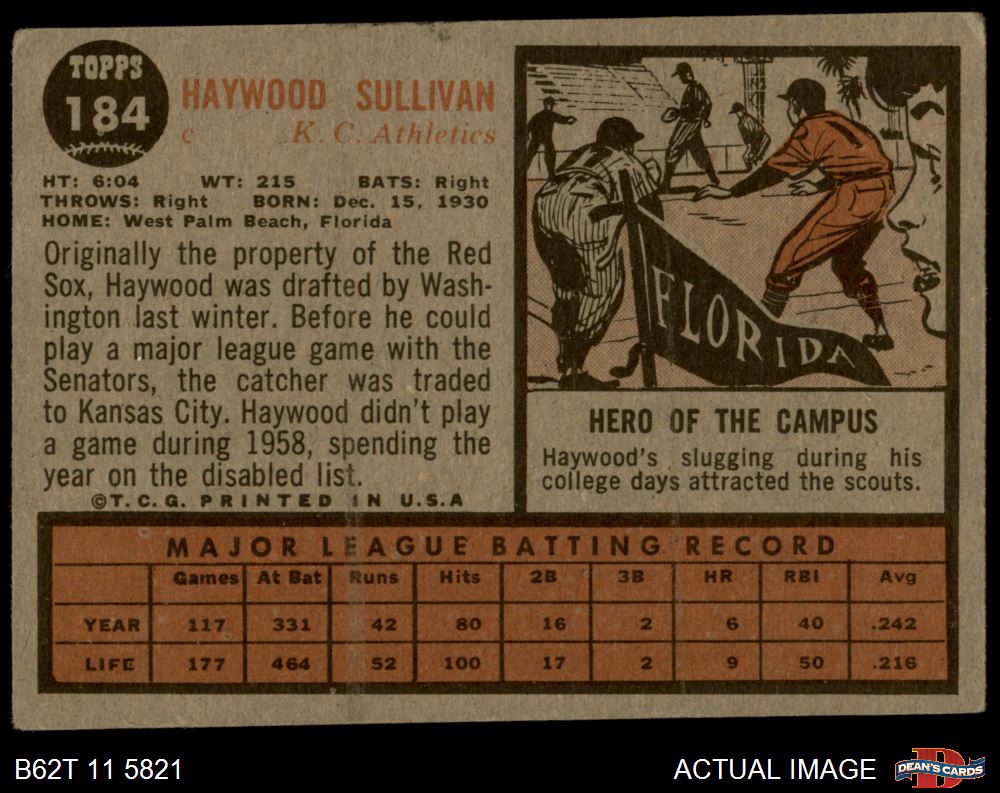 TOPPS
184
HAYWOOD SULLIVAN
c K. C. Athletics
HT: 6:04 WT: 215 BATS: Right
THROWS: Right BORN: Dec. 15, 1930
HOME: West Palm Beach, Florida
Originally the property of the Red
Sox, Haywood was drafted by Wash-
ington last winter. Before he could
play a major league game with the
Senators, the catcher was traded
to Kansas City. Haywood didn't play
a game during 1958, spending the
year on the disabled list.
©T.C.G. PRINTED IN U.S.A
FLORIDA
HERO OF THE CAMPUS
Haywood's slugging during his
college days attracted the scouts.
MAJOR LEAGUE BATTING RECORD
Games At Bat Runs Hits 2B 3B HR RBI Avg
YEAR 117 331 42 80 16 2 6 40 .242
LIFE 177 464 52 100 17 2 9 50 .216
B62T 11 5821
ACTUAL IMAGE
DEAN'S CARDS